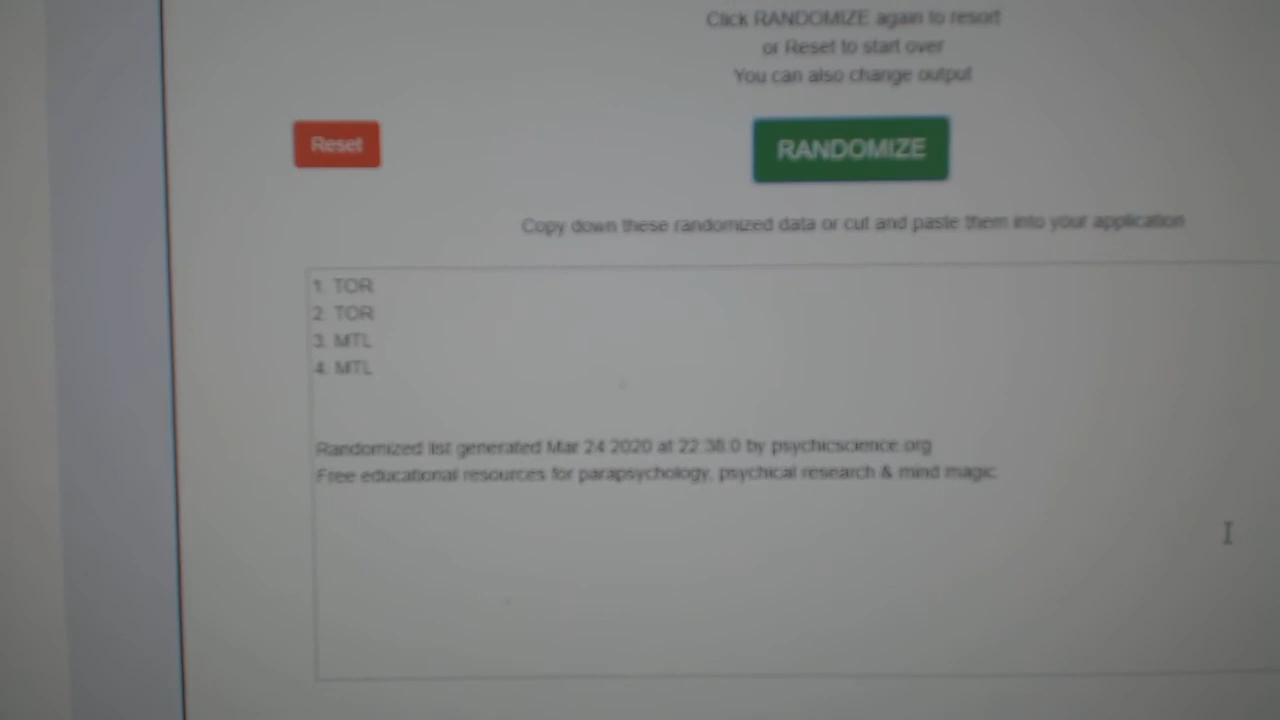 Click RANDOMIZE again to resort
or Reset to start over
You can also change output
Reset
RANDOMIZE
Copy down these randomized data or cut and paste them into your application
1. TOR
2. TOR
3. MTL
4. MTL
Randomized list generated Mar 24 2020 at 22:38:0 by psychicscience.org
Free educational resources for parapsychology, psychical research & mind magic